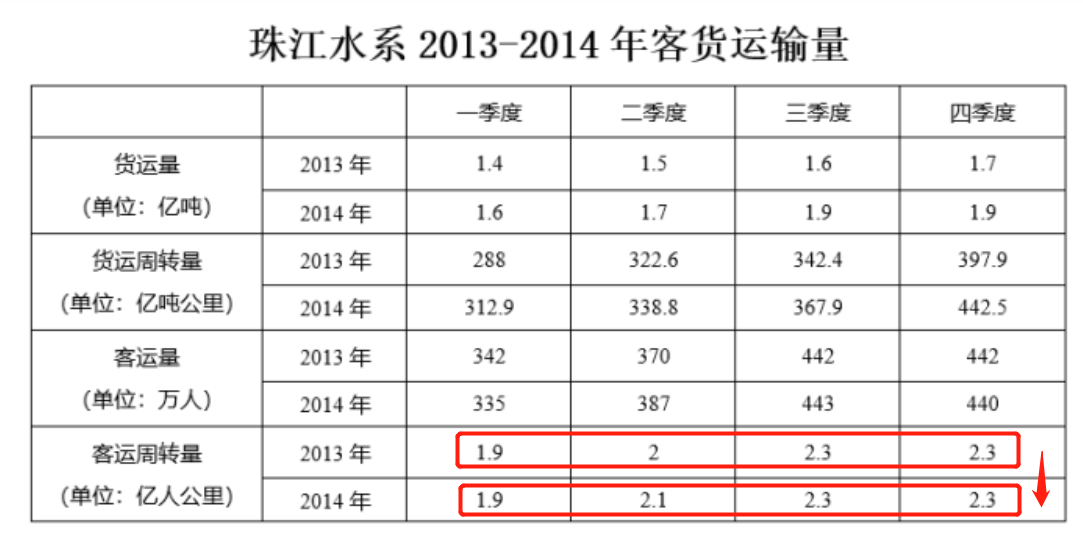 珠江水系 2013-2014 年客货运输量
一季度 二季度 三季度 四季度
货运量
（单位：亿吨）
2013 年 1.4 1.5 1.6 1.7
2014 年 1.6 1.7 1.9 1.9
货运周转量
（单位：亿吨公里）
2013 年 288 322.6 342.4 397.9
2014 年 312.9 338.8 367.9 442.5
客运量
（单位：万人）
2013 年 342 370 442 442
2014 年 335 387 443 440
客运周转量
（单位：亿人公里）
2013 年 1.9 2 2.3 2.3
2014 年 1.9 2.1 2.3 2.3